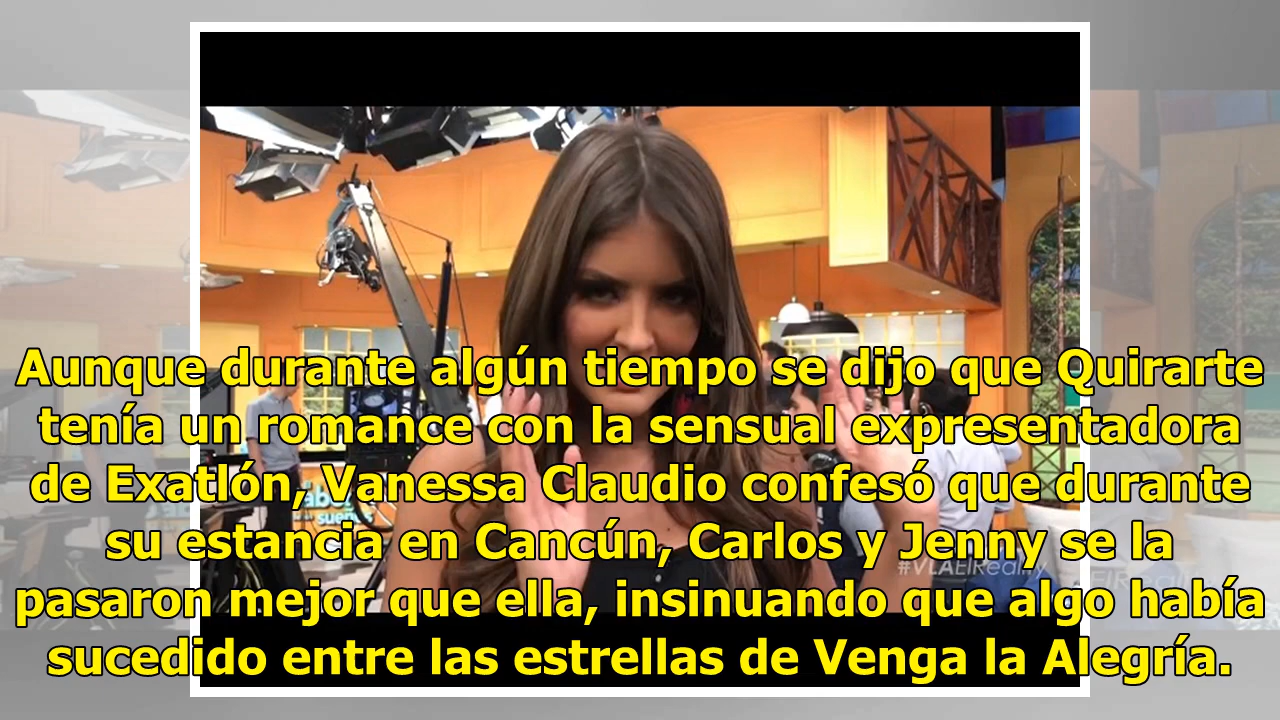 Aunque durante algún tiempo se dijo que Quirarte
tenía un romance con la sensual expresentadora
de Exatlón, Vanessa Claudio confesó que durante
su estancia en Cancún, Carlos y Jenny se la
#VLAElReality
pasaron mejor que ella, insinuando que algo había
sucedido entre las estrellas de Venga la Alegría.